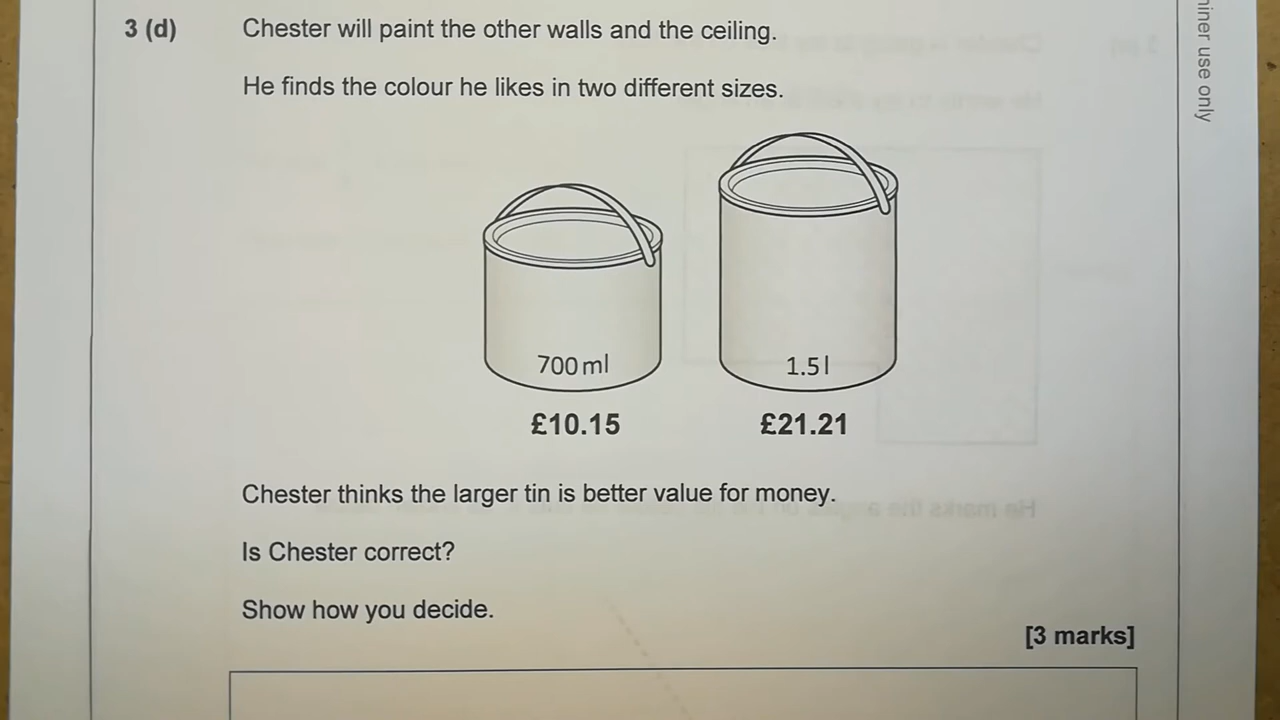 3 (d) Chester will paint the other walls and the ceiling.
He finds the colour he likes in two different sizes.
700 ml 1.5 l
£10.15 £21.21
Chester thinks the larger tin is better value for money.
Is Chester correct?
Show how you decide.
[3 marks]
use only